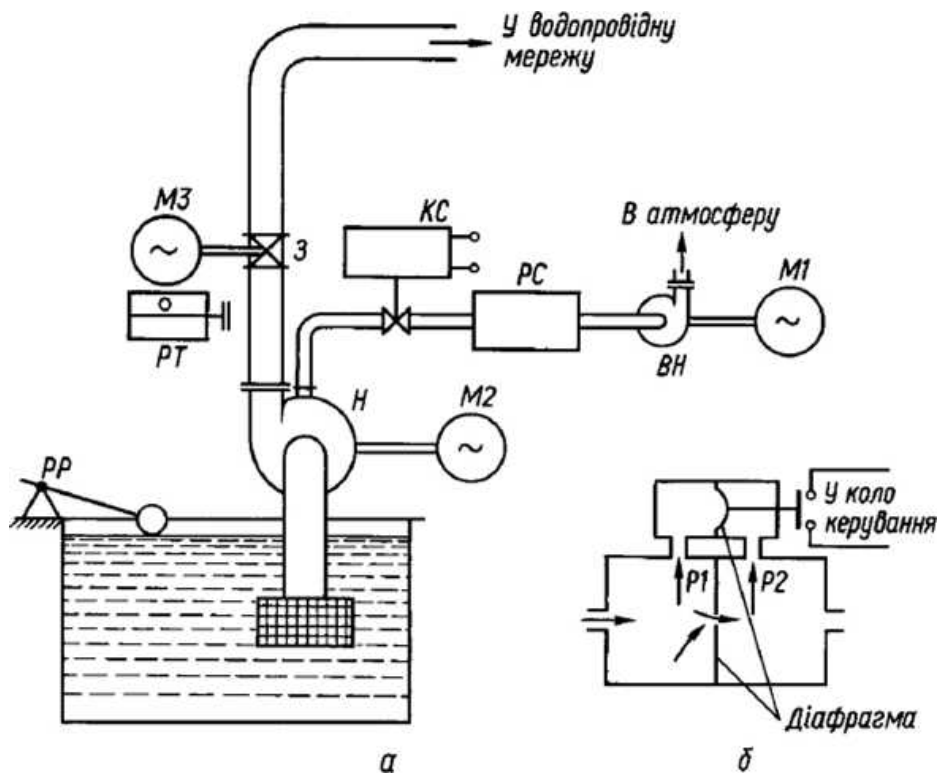 У водопровідну
мережу
М3
З
КС
В атмосферу
РС
М1
РТ
ВН
Н
М2
РР
У коло
керування
Р1
Р2
Діафрагма
а
б